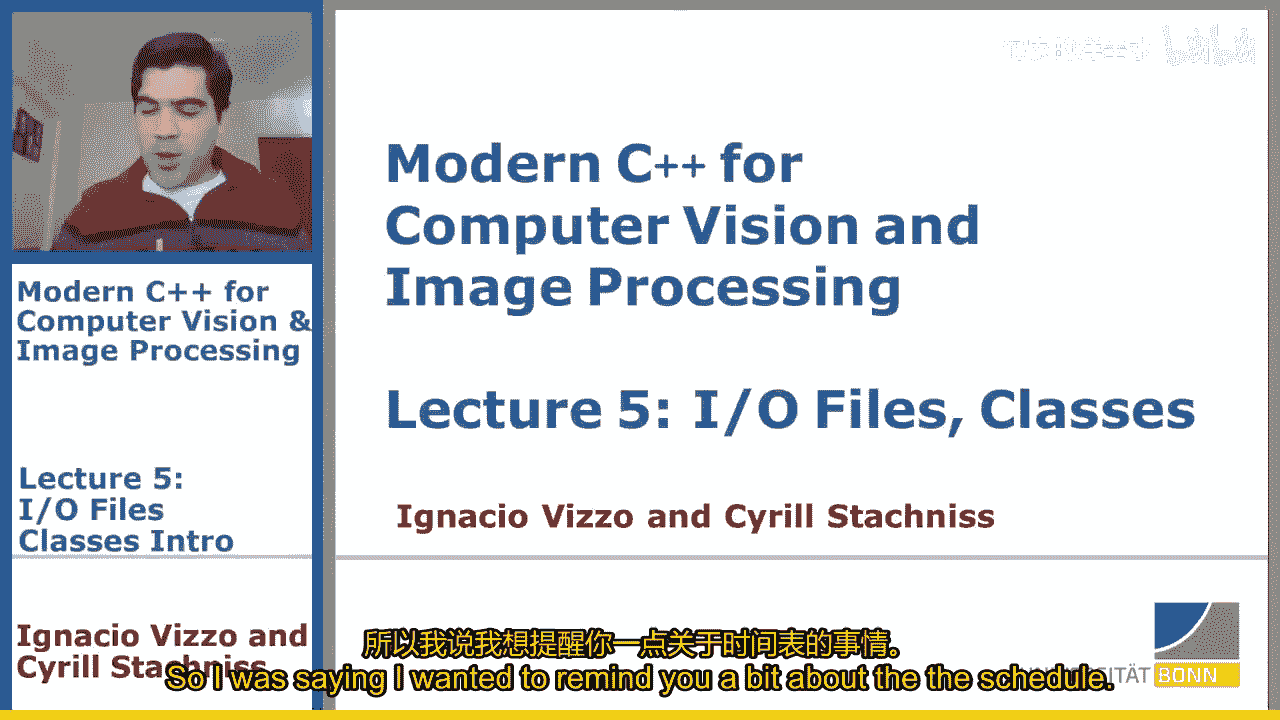 Modern C++ for
Computer Vision and
Image Processing
Lecture 5: I/O Files, Classes
Ignacio Vizzo and Cyrill Stachniss
Modern C++ for
Computer Vision &
Image Processing
Lecture 5:
I/O Files
Classes Intro
Ignacio Vizzo and
Cyrill Stachniss
所以我说我想提醒你一点关于时间表的事情。
So I was saying I wanted to remind you a bit about the the schedule.
UNIVERSITÄT BONN